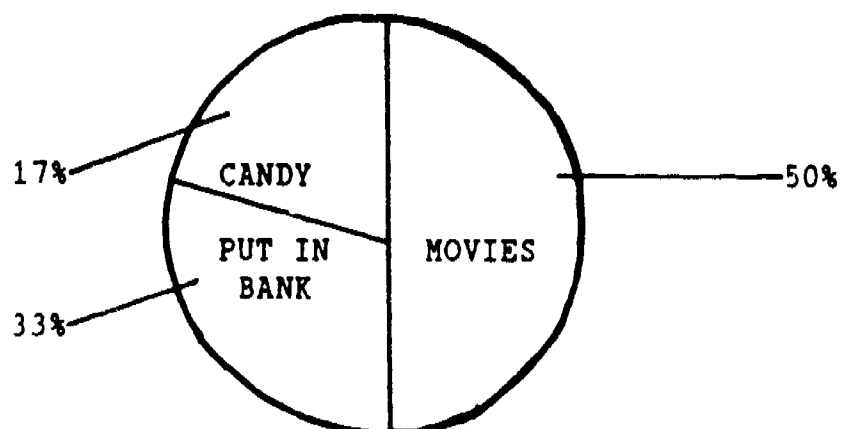 17%
CANDY
50%
PUT IN
BANK
MOVIES
33%